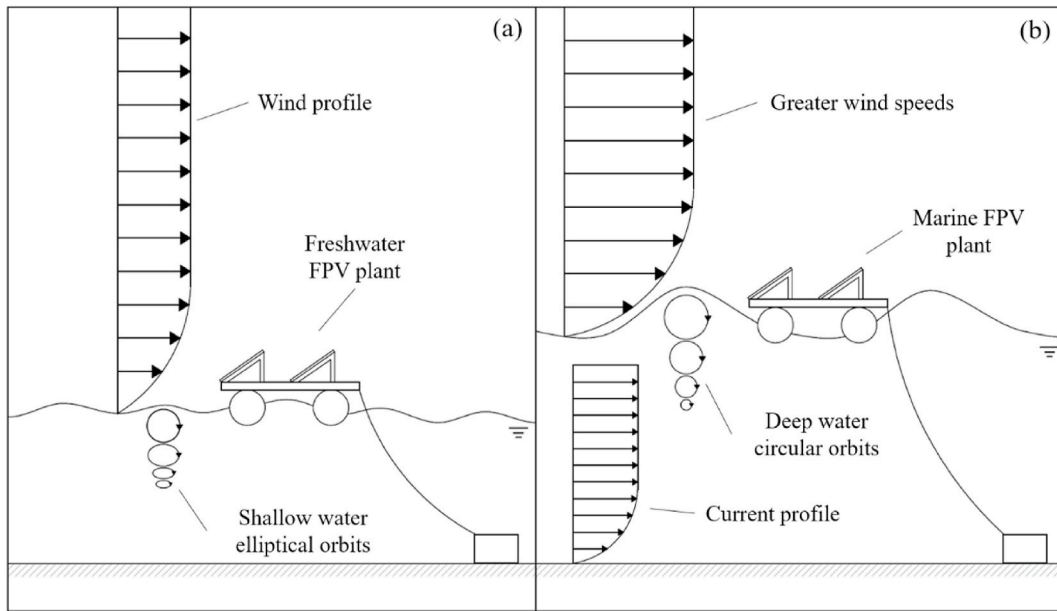 (a)
Wind profile
Freshwater
FPV plant
Shallow water
elliptical orbits
(b)
Greater wind speeds
Marine FPV
plant
Deep water
circular orbits
Current profile